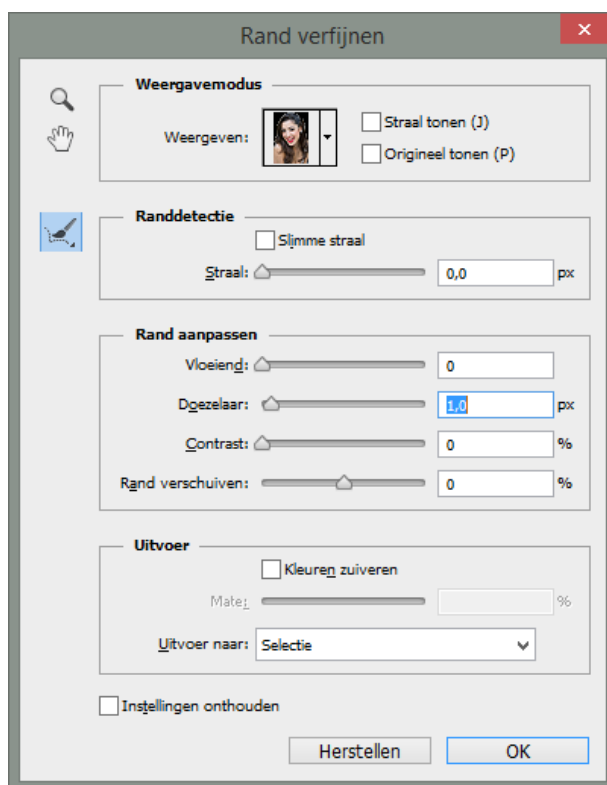 Rand verfijnen
Weergavemodus
Weergeven:
Straal tonen (J)
Origineel tonen (P)
Randdetectie
Slimme straal
Straal: 0,0 px
Rand aanpassen
Vloeiend: 0
Doezelaar: 1,0 px
Contrast: 0 %
Rand verschuiven: 0 %
Uitvoer
Kleuren zuiveren
Mate: %
Uitvoer naar: Selectie
Instellingen onthouden
Herstellen OK